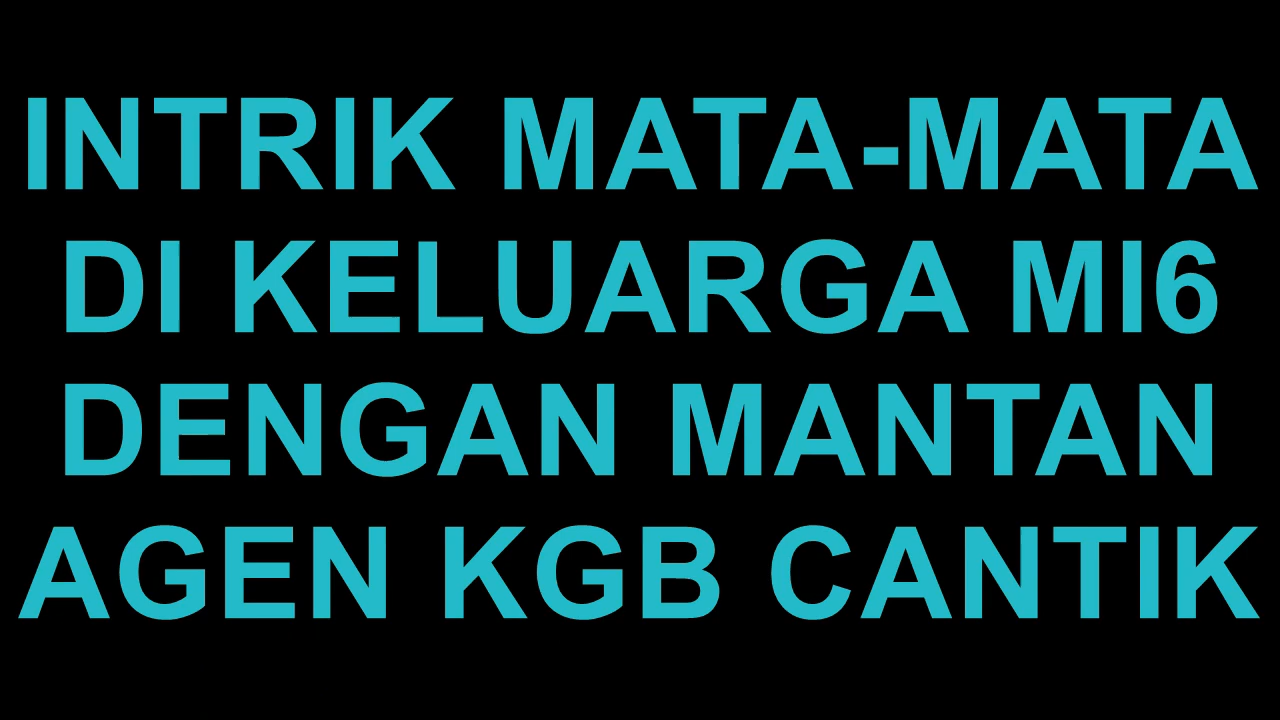 INTRIK MATA-MATA
DI KELUARGA MI6
DENGAN MANTAN
AGEN KGB CANTIK